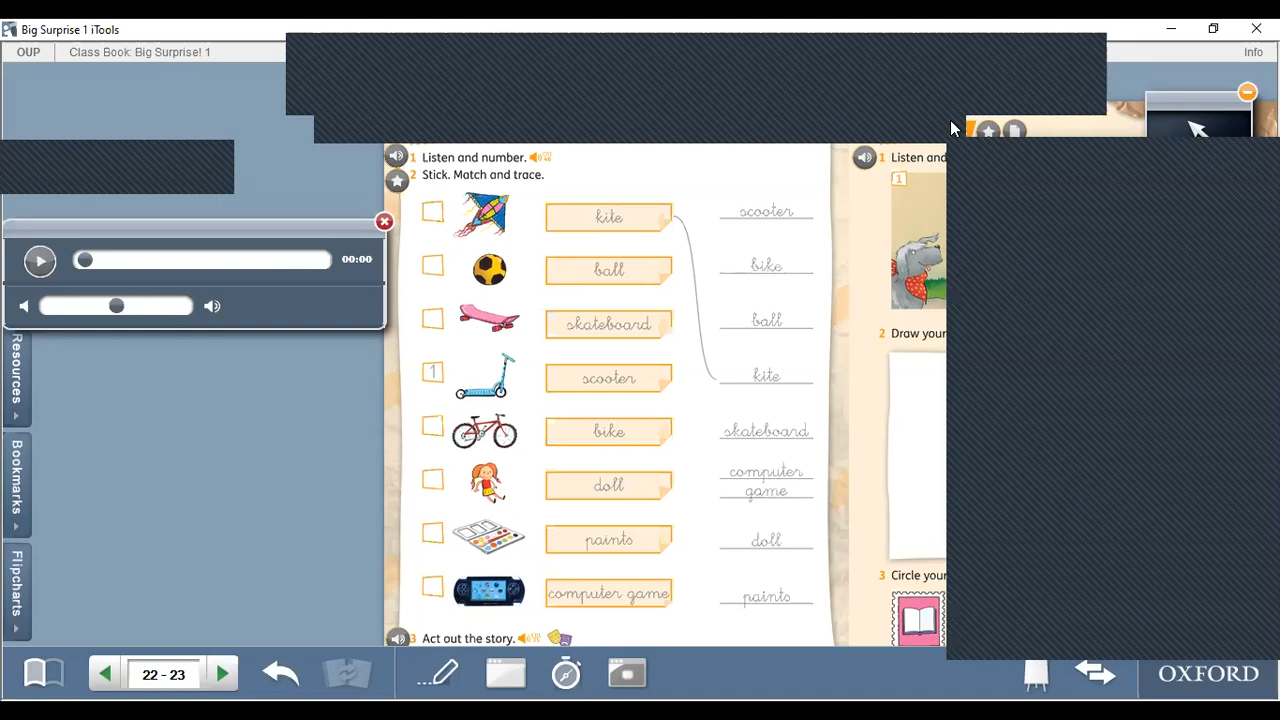 Big Surprise 1 iTools
OUP
Class Book: Big Surprise! 1
Info
1 Listen and number.
2 Stick. Match and trace.
kite
scooter
ball
bike
skateboard
ball
1
scooter
kite
bike
skateboard
doll
computer
game
paints
doll
computer game
paints
3 Act out the story.
1 Listen and
1
2 Draw your
3 Circle your
00:00
Resources
Bookmarks
Flipcharts
22 - 23
OXFORD